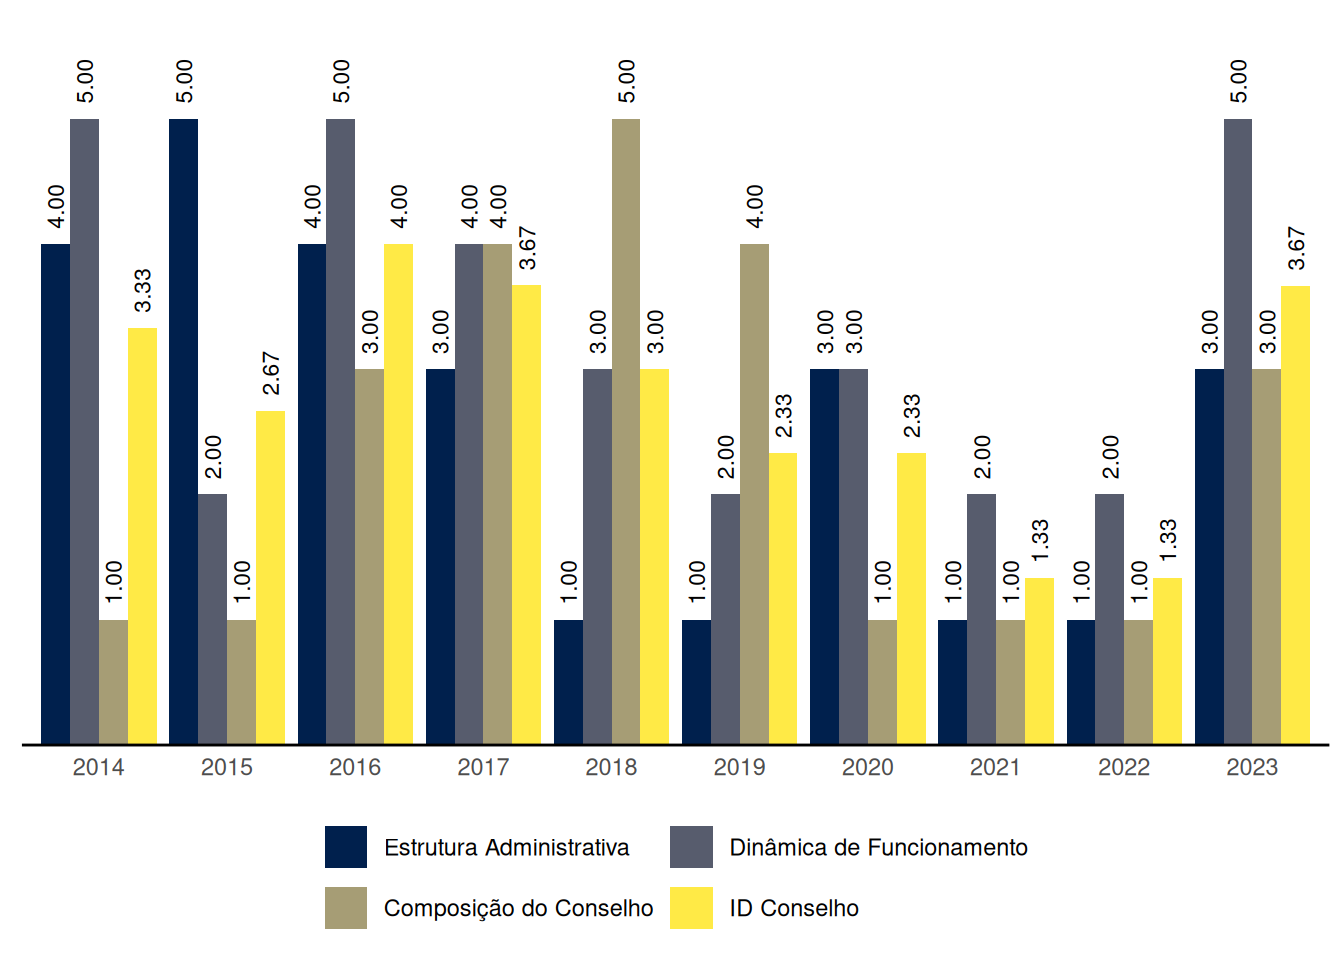 4.00 5.00 1.00 3.33
5.00 2.00 1.00 2.67
4.00 5.00 3.00 4.00
3.00 4.00 4.00 3.67
1.00 3.00 5.00 3.00
1.00 2.00 4.00 2.33
3.00 3.00 1.00 2.33
1.00 2.00 1.00 1.33
1.00 2.00 1.00 1.33
3.00 5.00 3.00 3.67
2014 2015 2016 2017 2018 2019 2020 2021 2022 2023
Estrutura Administrativa Dinâmica de Funcionamento
Composição do Conselho ID Conselho